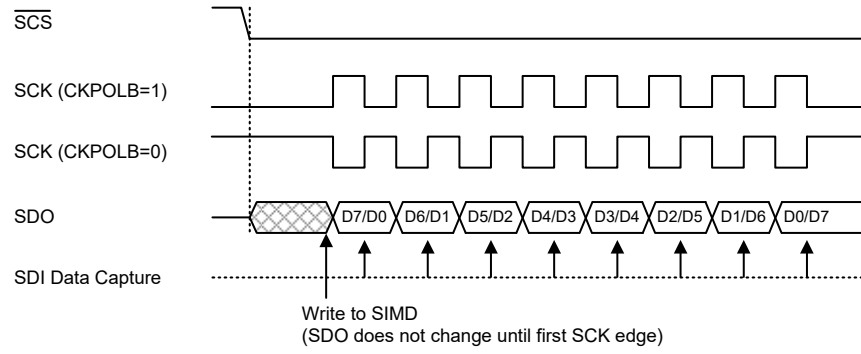 SCS
SCK (CKPOLB=1)
SCK (CKPOLB=0)
SDO
D7/D0 D6/D1 D5/D2 D4/D3 D3/D4 D2/D5 D1/D6 D0/D7
SDI Data Capture
Write to SIMD
(SDO does not change until first SCK edge)